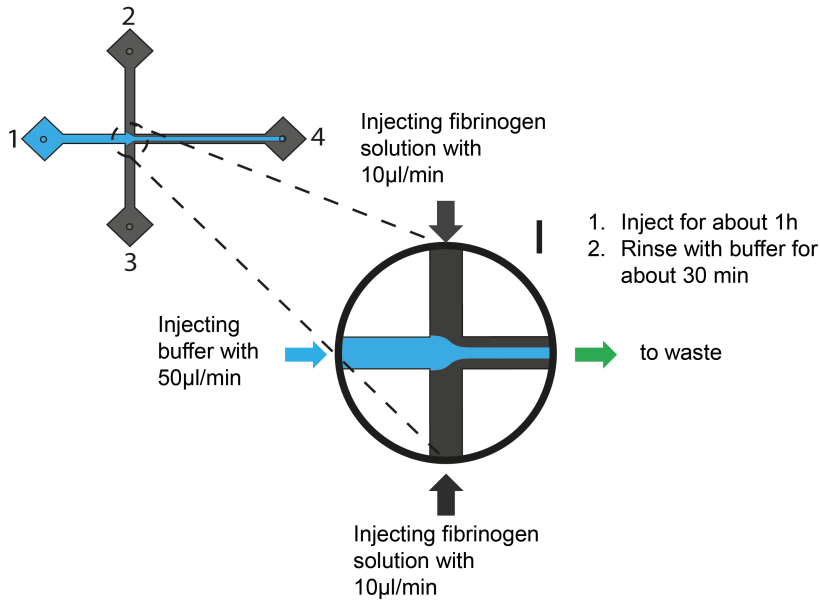 2
1
4
3
Injecting fibrinogen
solution with
10µl/min
1. Inject for about 1h
2. Rinse with buffer for
about 30 min
Injecting
buffer with
50µl/min
to waste
Injecting fibrinogen
solution with
10µl/min